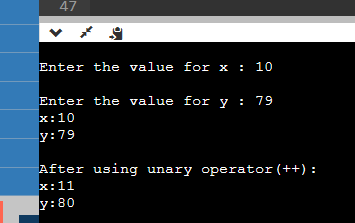 47
Enter the value for x : 10
Enter the value for y : 79
x:10
y:79
After using unary operator(++):
x:11
y:80